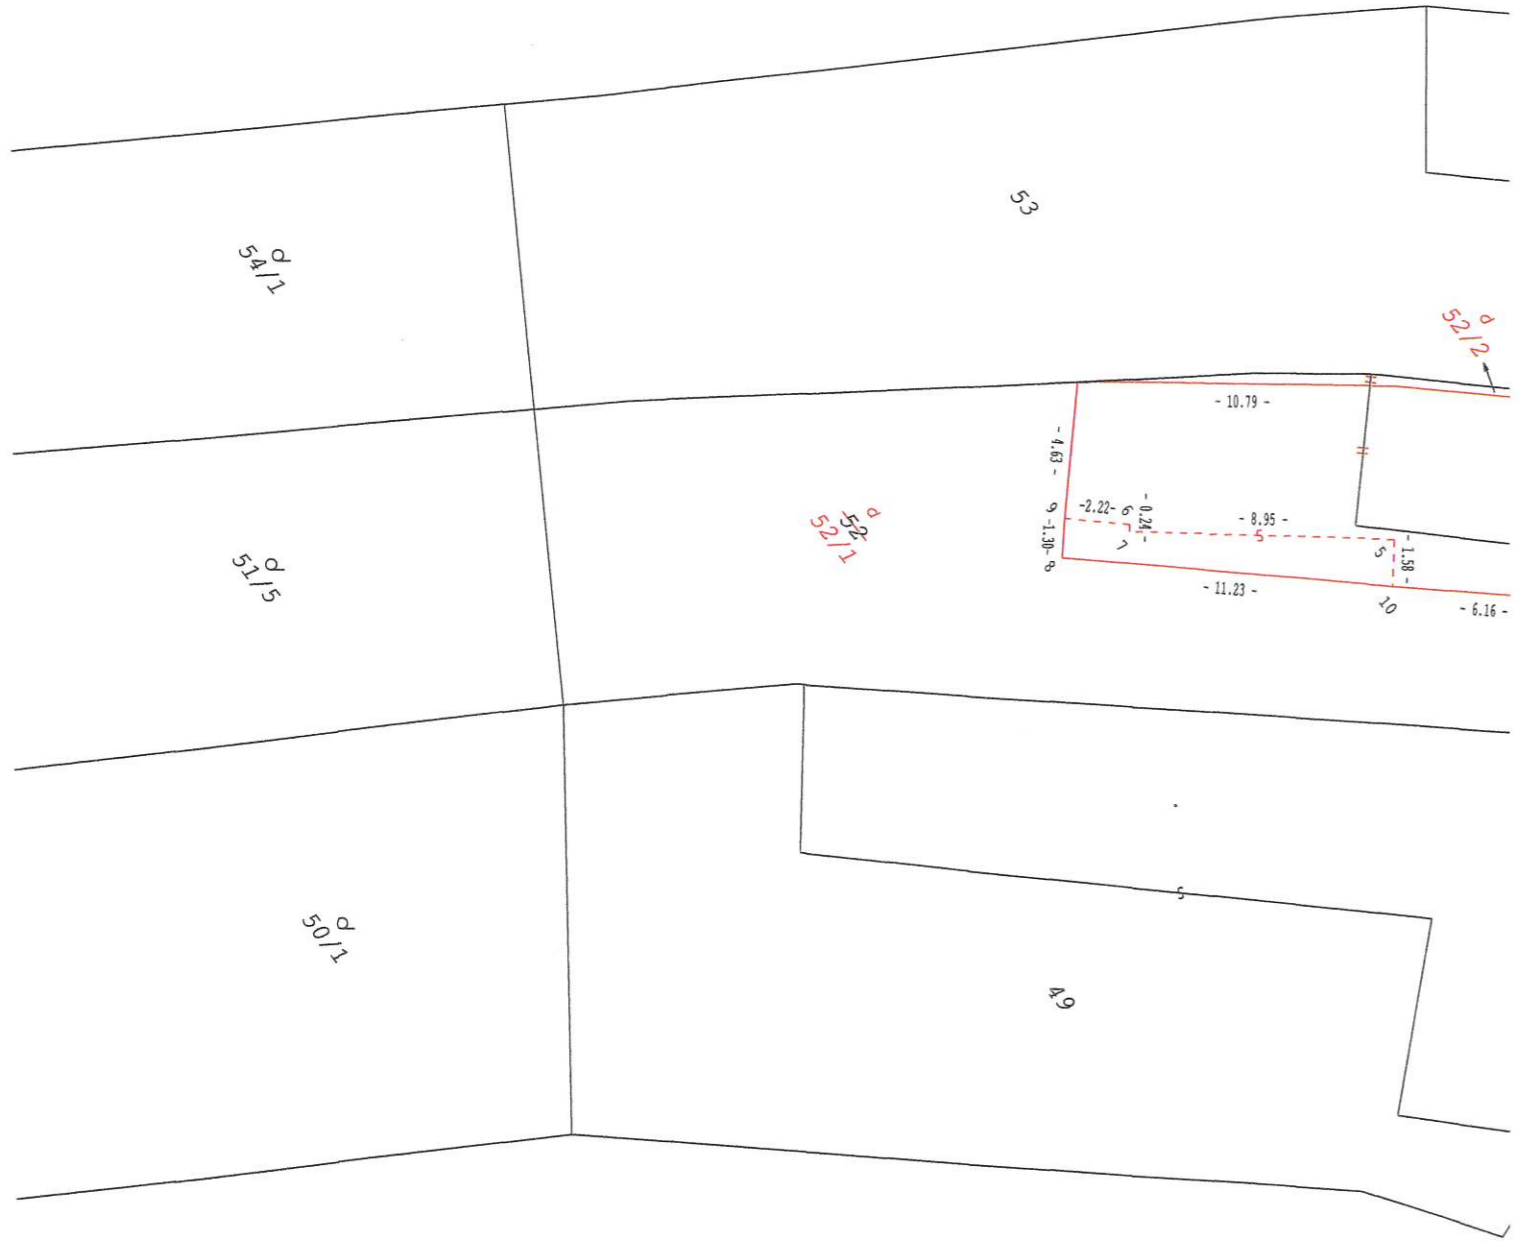 53
d
54/1
d
52/2
- 10.79 -
- 4.63 -
d
52
52/1
9
-2.22-
6
- 0.24 -
7
- 8.95 -
5
- 1.58 -
-1.30-
8
- 11.23 -
10
- 6.16 -
d
51/5
d
50/1
49